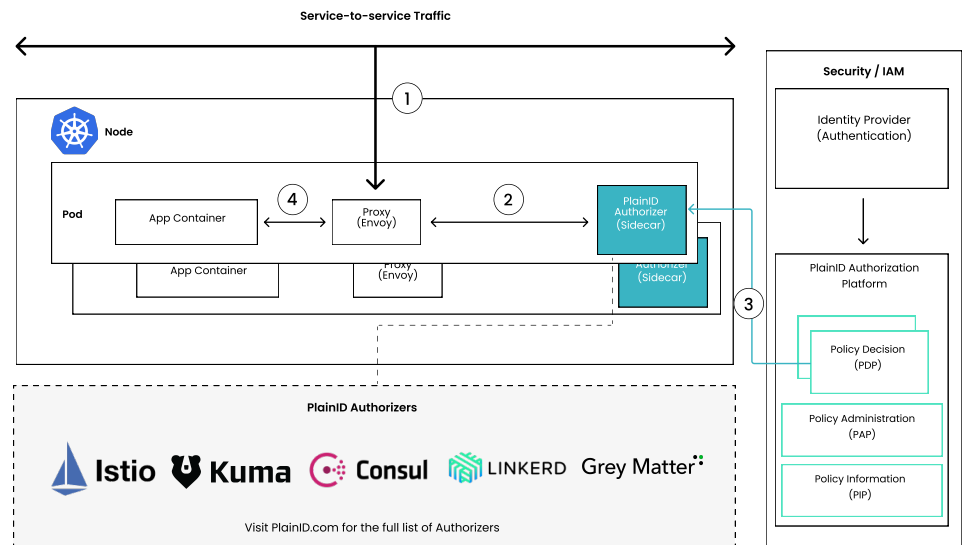 Service-to-service Traffic
1
Node
Pod
App Container
4
Proxy
(Envoy)
2
PlainID
Authorizer
(Sidecar)
App Container
Proxy
(Envoy)
Authorizer
(Sidecar)
3
Security / IAM
Identity Provider
(Authentication)
PlainID Authorization
Platform
Policy Decision
(PDP)
Policy Administration
(PAP)
Policy Information
(PIP)
PlainID Authorizers
Istio
Kuma
Consul
LINKERD
Grey Matter
Visit PlainID.com for the full list of Authorizers